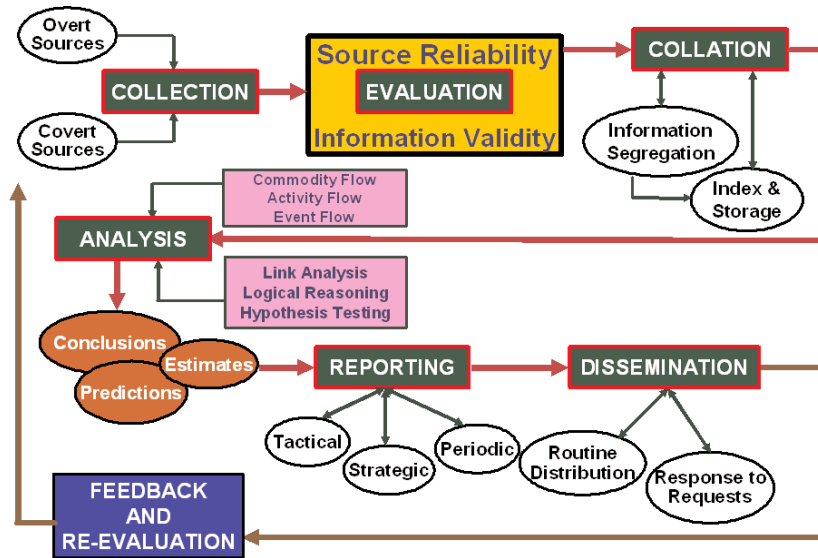 Overt
Sources
COLLECTION
Covert
Sources
Source Reliability
EVALUATION
Information Validity
COLLATION
Information
Segregation
Index &
Storage
Commodity Flow
Activity Flow
Event Flow
ANALYSIS
Link Analysis
Logical Reasoning
Hypothesis Testing
Conclusions
Estimates
Predictions
REPORTING
Tactical
Strategic
Periodic
DISSEMINATION
Routine
Distribution
Response to
Requests
FEEDBACK
AND
RE-EVALUATION